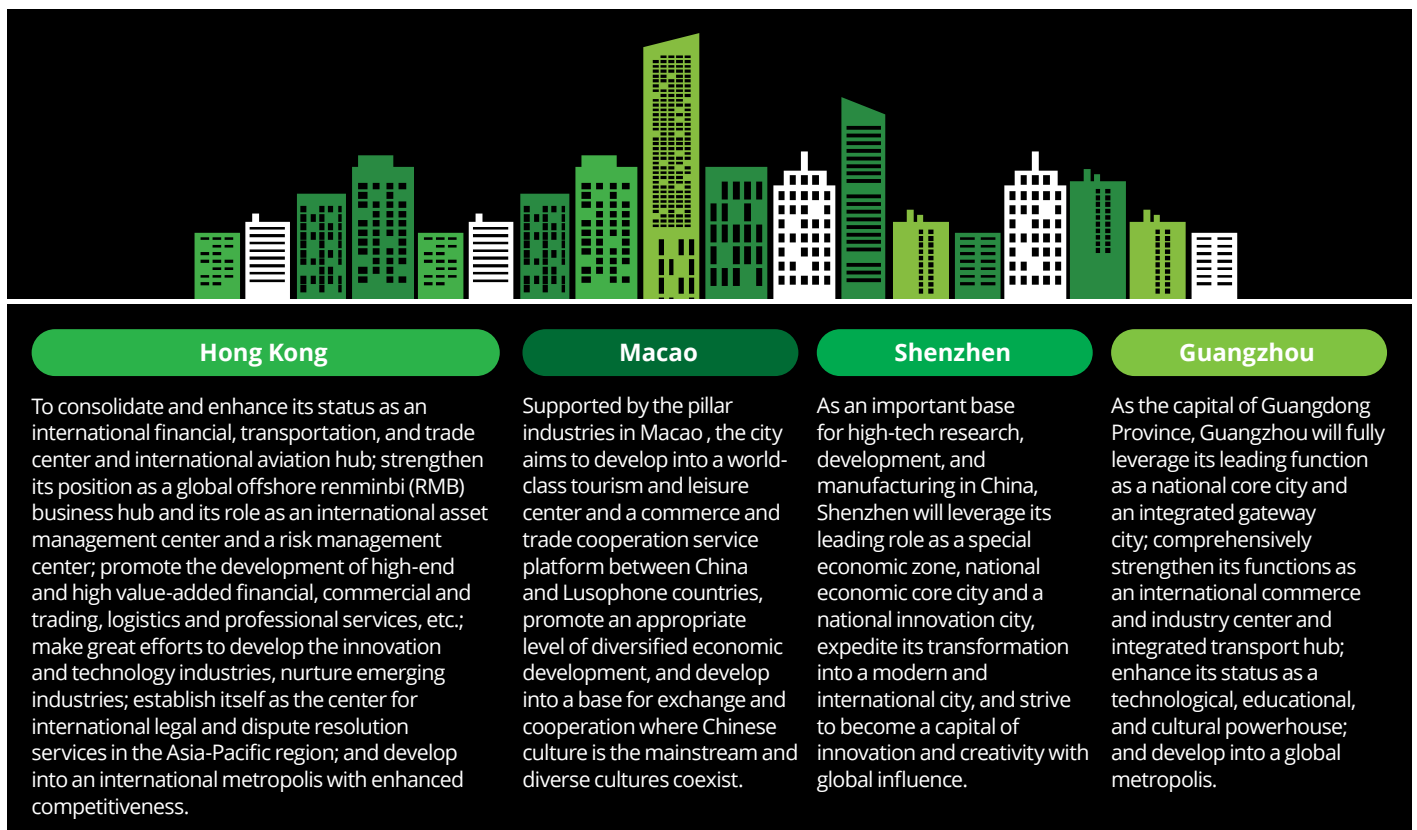 Hong Kong
To consolidate and enhance its status as an
international financial, transportation, and trade
center and international aviation hub; strengthen
its position as a global offshore renminbi (RMB)
business hub and its role as an international asset
management center and a risk management
center; promote the development of high-end
and high value-added financial, commercial and
trading, logistics and professional services, etc.;
make great efforts to develop the innovation
and technology industries, nurture emerging
industries; establish itself as the center for
international legal and dispute resolution
services in the Asia-Pacific region; and develop
into an international metropolis with enhanced
competitiveness.
Macao
Supported by the pillar
industries in Macao , the city
aims to develop into a world-
class tourism and leisure
center and a commerce and
trade cooperation service
platform between China
and Lusophone countries,
promote an appropriate
level of diversified economic
development, and develop
into a base for exchange and
cooperation where Chinese
culture is the mainstream and
diverse cultures coexist.
Shenzhen
As an important base
for high-tech research,
development, and
manufacturing in China,
Shenzhen will leverage its
leading role as a special
economic zone, national
economic core city and a
national innovation city,
expedite its transformation
into a modern and
international city, and strive
to become a capital of
innovation and creativity with
global influence.
Guangzhou
As the capital of Guangdong
Province, Guangzhou will fully
leverage its leading function
as a national core city and
an integrated gateway
city; comprehensively
strengthen its functions as
an international commerce
and industry center and
integrated transport hub;
enhance its status as a
technological, educational,
and cultural powerhouse;
and develop into a global
metropolis.